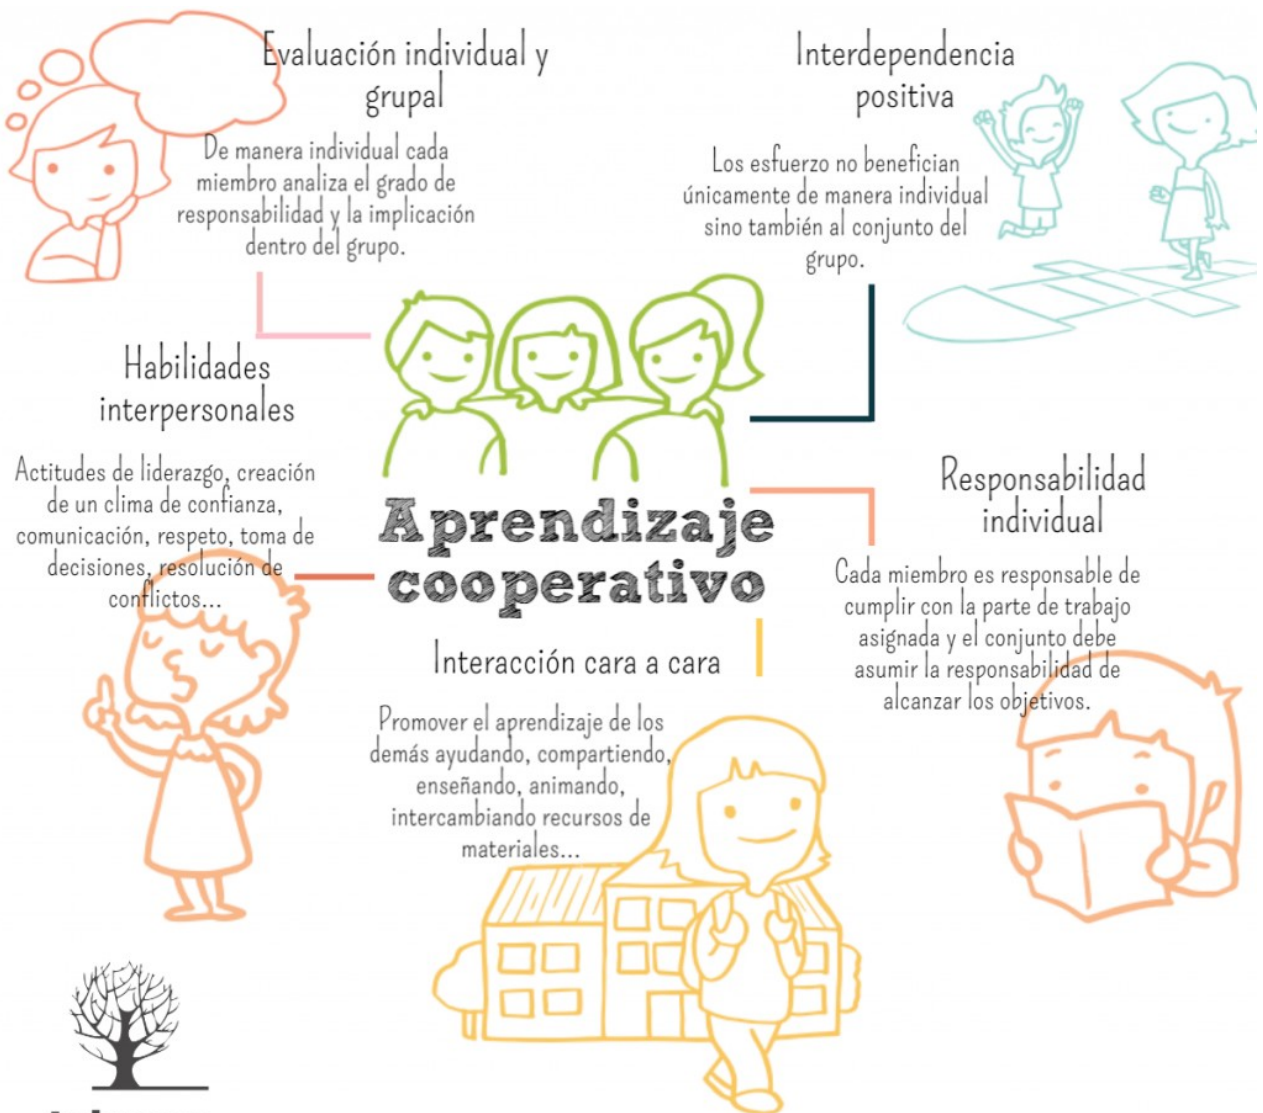 Evaluación individual y
grupal
De manera individual cada
miembro analiza el grado de
responsabilidad y la implicación
dentro del grupo.
Interdependencia
positiva
Los esfuerzo no benefician
únicamente de manera individual
sino también al conjunto del
grupo.
Habilidades
interpersonales
Actitudes de liderazgo, creación
de un clima de confianza,
comunicación, respeto, toma de
decisiones, resolución de
conflictos...
Aprendizaje
cooperativo
Responsabilidad
individual
Cada miembro es responsable de
cumplir con la parte de trabajo
asignada y el conjunto debe
asumir la responsabilidad de
alcanzar los objetivos.
Interacción cara a cara
Promover el aprendizaje de los
demás ayudando, compartiendo,
enseñando, animando,
intercambiando recursos de
materiales...